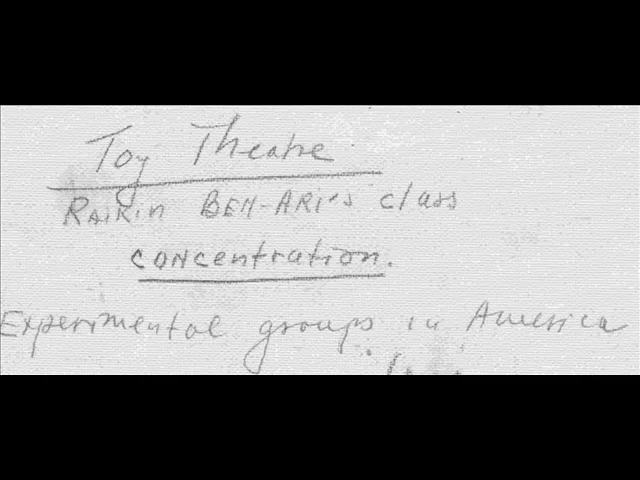 Toy Theatre
RAIKIN BEN-ARI'S class
CONcentration.
Experimental groups in America